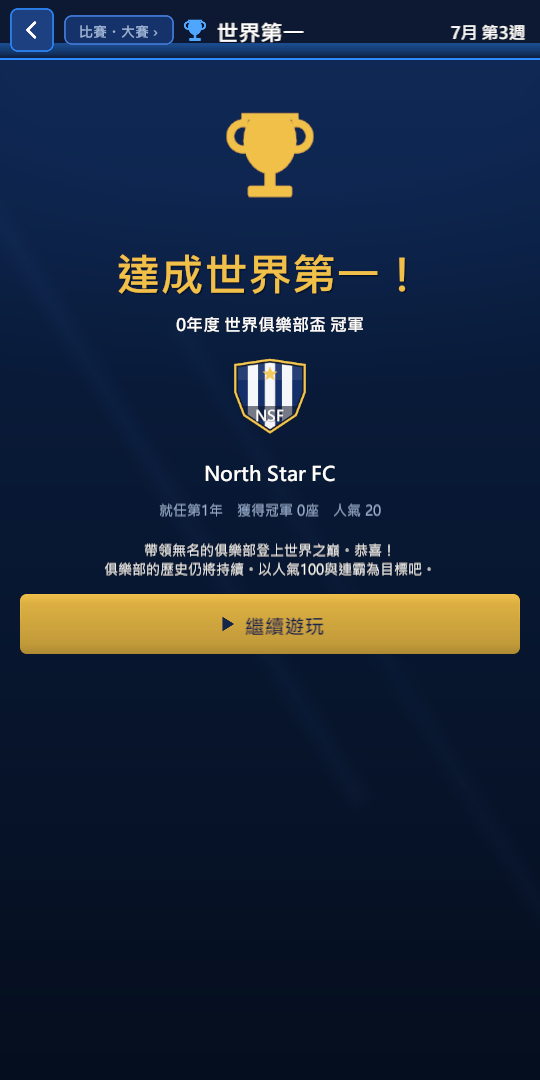 比賽・大賽 ›
世界第一
7月 第3週
達成世界第一！
0年度 世界俱樂部盃 冠軍
NSF
North Star FC
就任第1年 獲得冠軍 0座 人氣 20
帶領無名的俱樂部登上世界之巔。恭喜！
俱樂部的歷史仍將持續。以人氣100與連霸為目標吧。
▶ 繼續遊玩